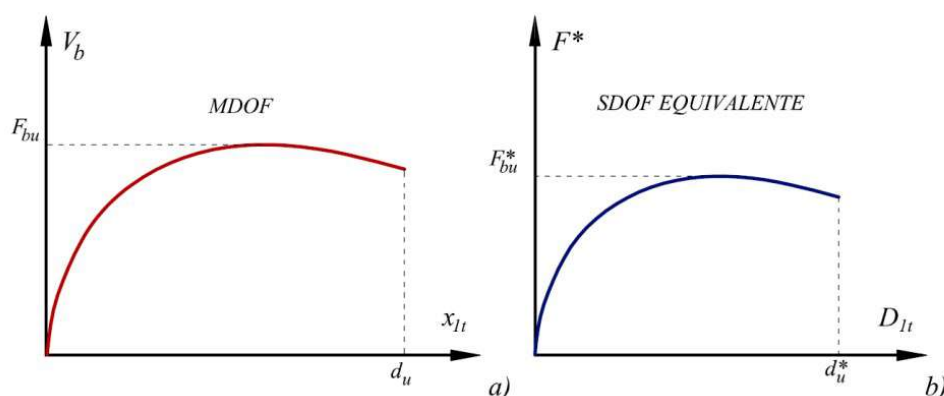 V_b
MDOF
F_bu
x_1t
d_u
a)
F*
SDOF EQUIVALENTE
F*_bu
D_1t
d*_u
b)